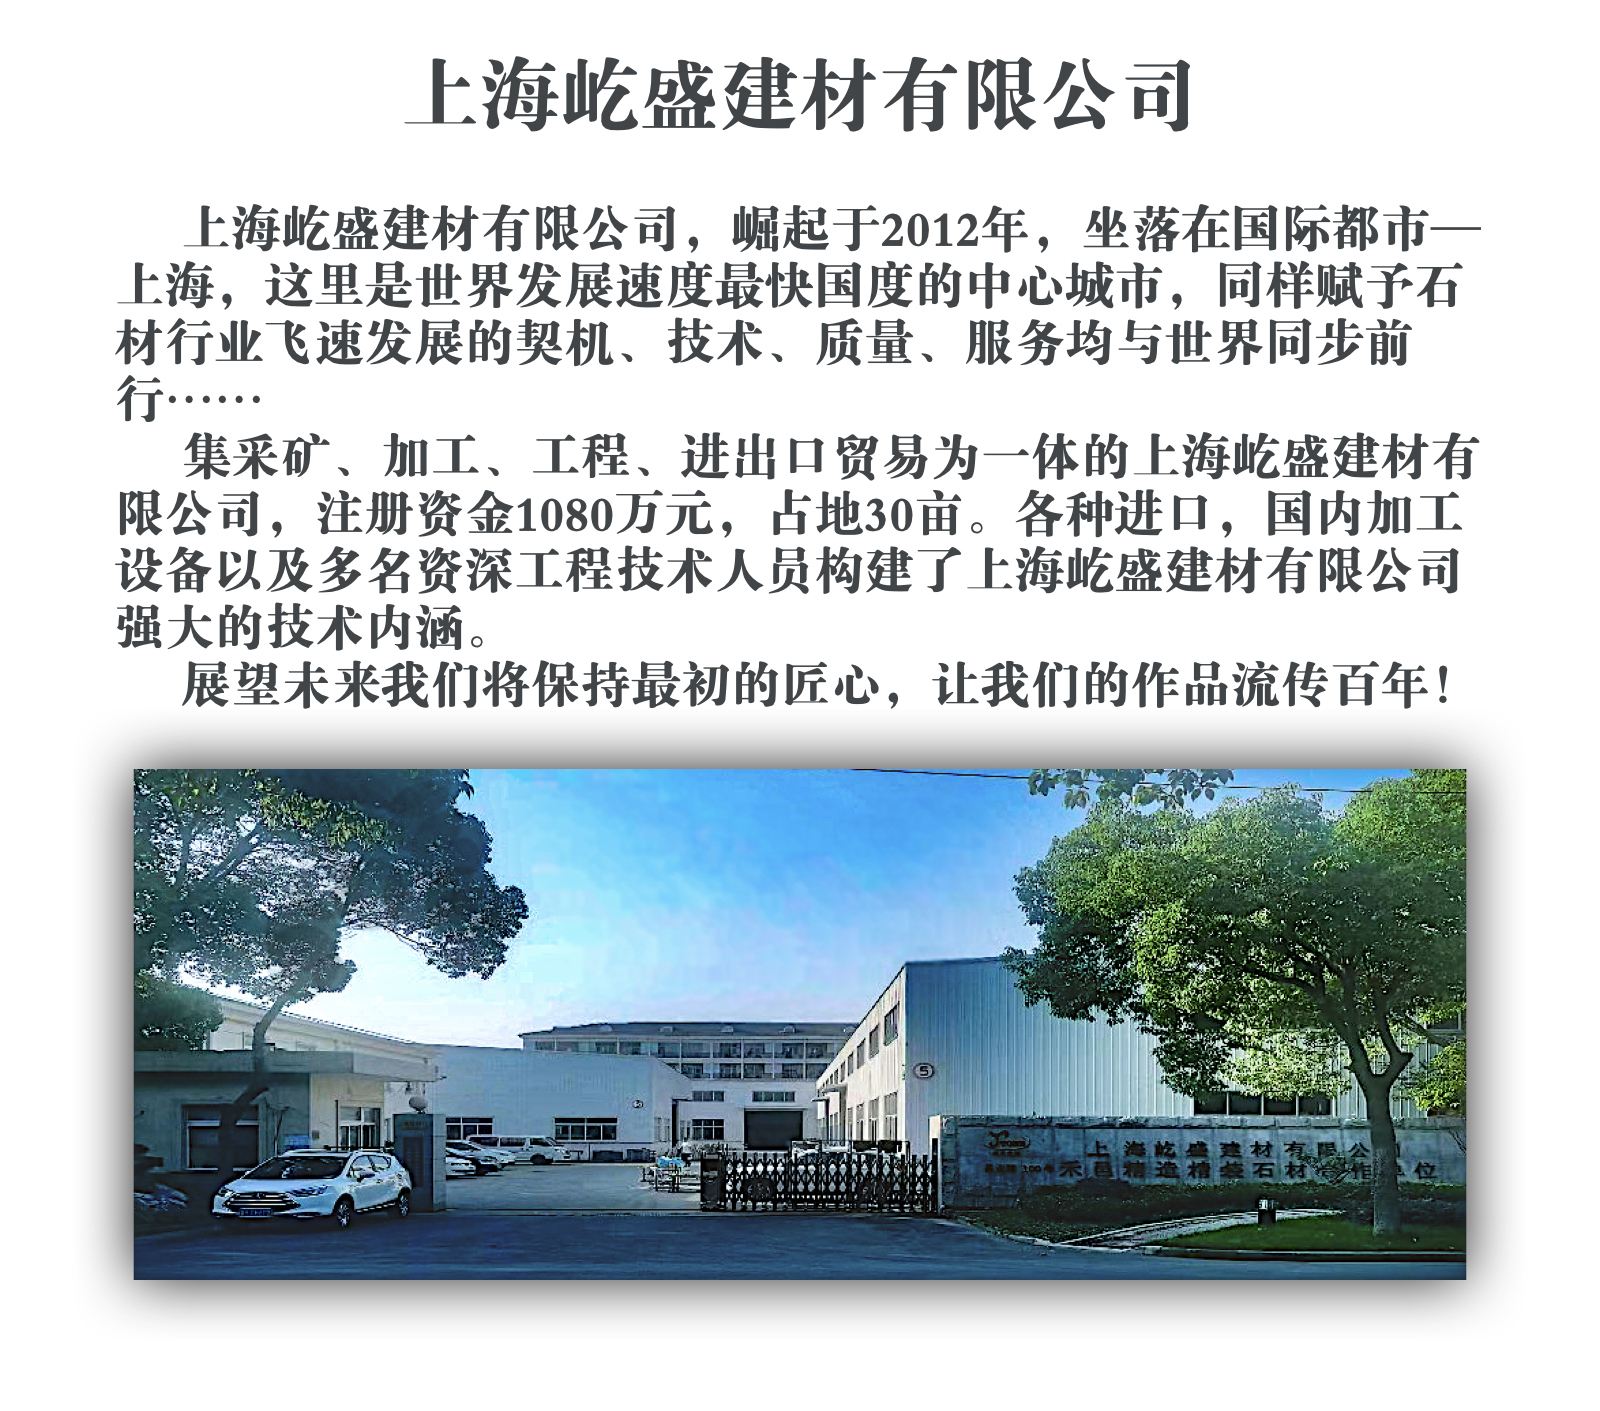 上海屹盛建材有限公司
上海屹盛建材有限公司，崛起于2012年，坐落在国际都市—
上海，这里是世界发展速度最快国度的中心城市，同样赋予石
材行业飞速发展的契机、技术、质量、服务均与世界同步前
行……
集采矿、加工、工程、进出口贸易为一体的上海屹盛建材有
限公司，注册资金1080万元，占地30亩。各种进口，国内加工
设备以及多名资深工程技术人员构建了上海屹盛建材有限公司
强大的技术内涵。
展望未来我们将保持最初的匠心，让我们的作品流传百年！
5
上海屹盛建材有限公司
100年 禾邑精造精装石材合作单位